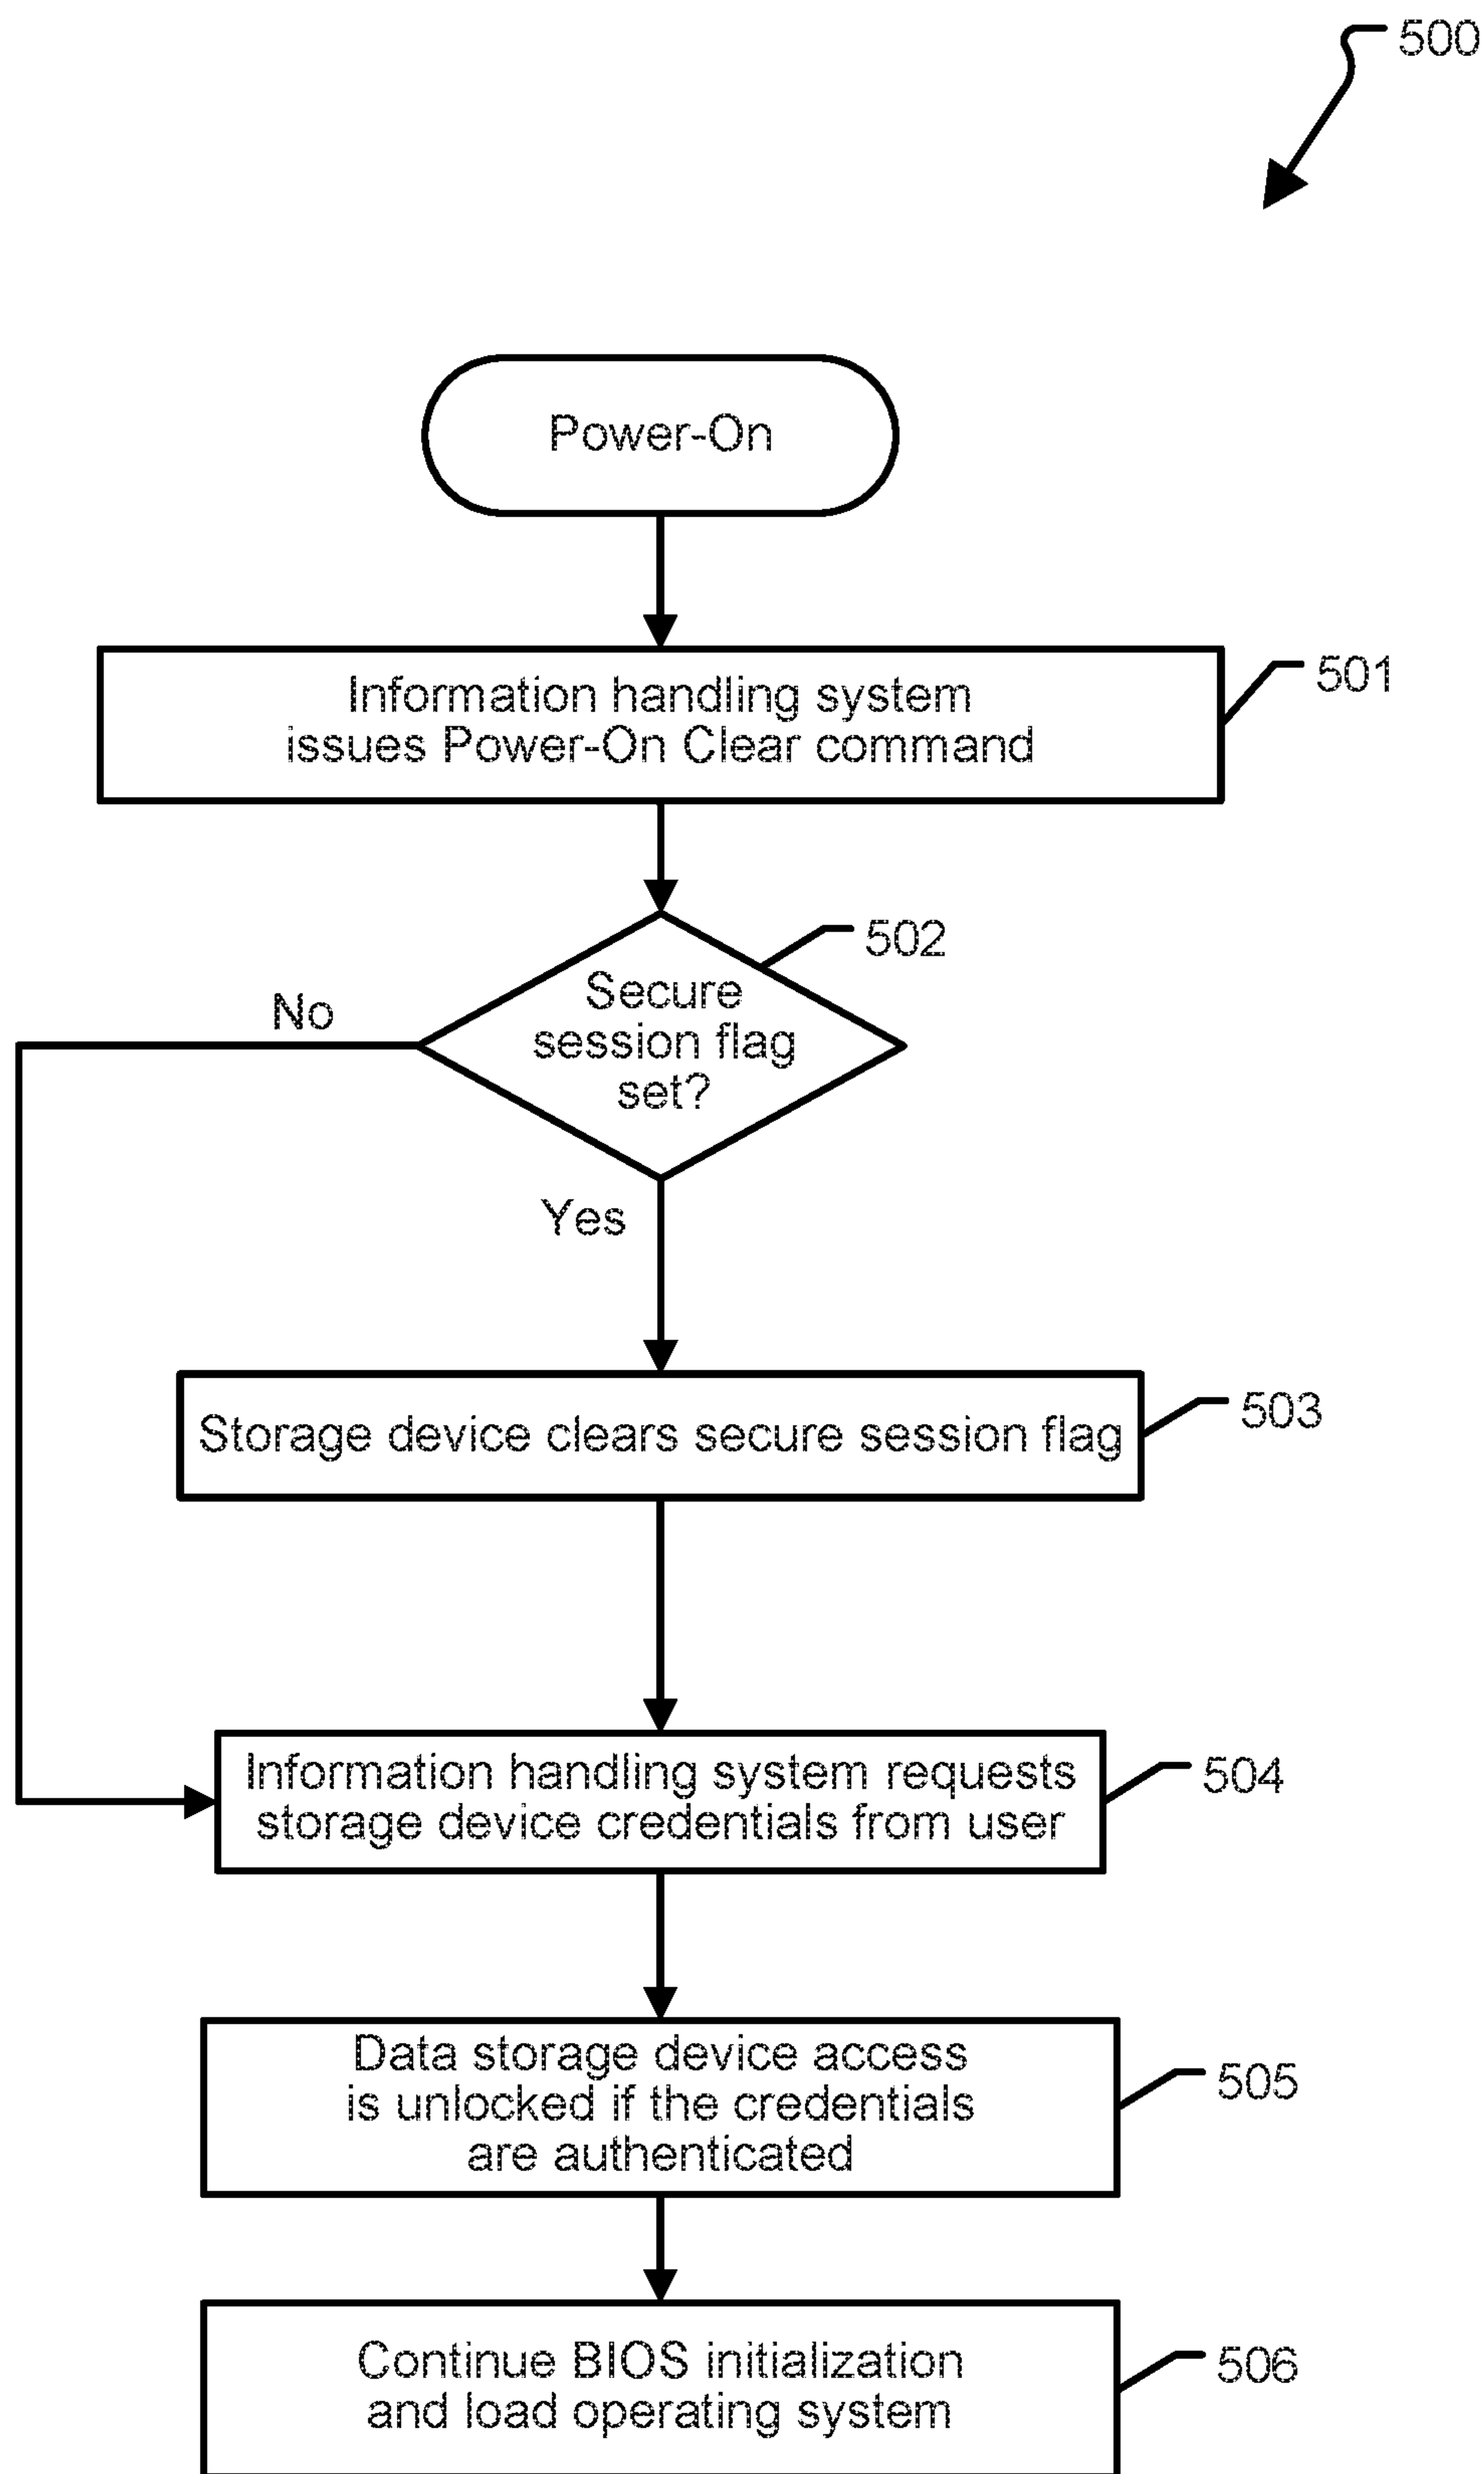 500
Power-On
Information handling system
issues Power-On Clear command
501
502
Secure
session flag
set?
No
Yes
Storage device clears secure session flag
503
Information handling system requests
storage device credentials from user
504
Data storage device access
is unlocked if the credentials
are authenticated
505
Continue BIOS initialization
and load operating system
506